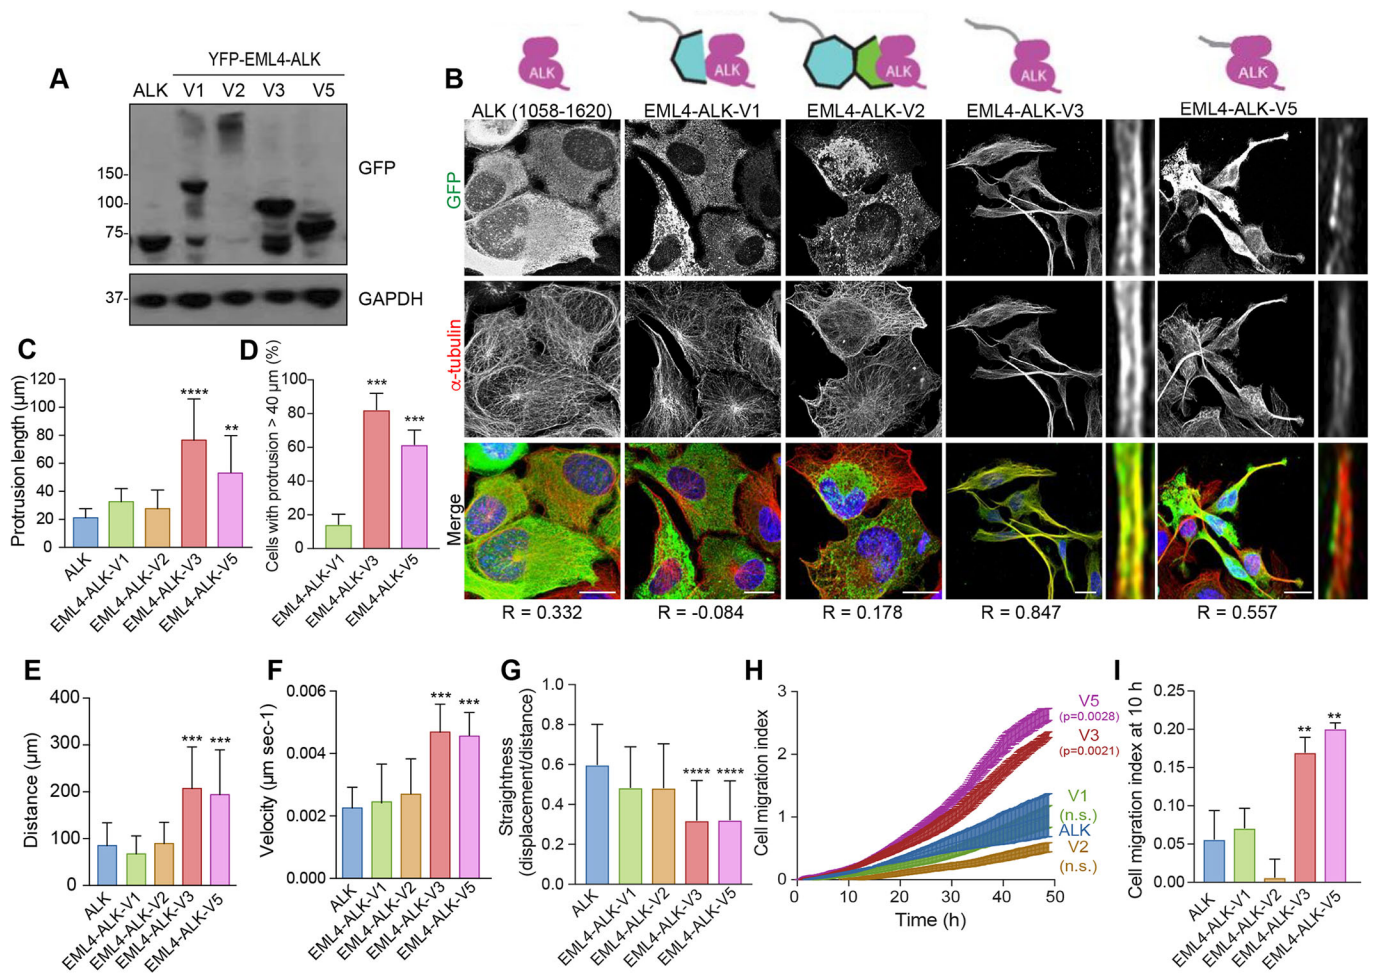 A
YFP-EML4-ALK
ALK V1 V2 V3 V5
150-
100-
75-
GFP
37-
GAPDH
B
ALK
ALK
ALK
ALK
ALK
ALK (1058-1620)
EML4-ALK-V1
EML4-ALK-V2
EML4-ALK-V3
EML4-ALK-V5
GFP
α-tubulin
Merge
R = 0.332
R = -0.084
R = 0.178
R = 0.847
R = 0.557
C
Protrusion length (μm)
120
100
80
60
40
20
0
****
**
ALK
EML4-ALK-V1
EML4-ALK-V2
EML4-ALK-V3
EML4-ALK-V5
D
Cells with protrusion > 40 μm (%)
100
80
60
40
20
0
***
***
EML4-ALK-V1
EML4-ALK-V3
EML4-ALK-V5
E
Distance (μm)
400
300
200
100
0
***
***
ALK
EML4-ALK-V1
EML4-ALK-V2
EML4-ALK-V3
EML4-ALK-V5
F
Velocity (μm sec-1)
0.006
0.004
0.002
0.000
***
***
ALK
EML4-ALK-V1
EML4-ALK-V2
EML4-ALK-V3
EML4-ALK-V5
G
Straightness
(displacement/distance)
1.0
0.8
0.6
0.4
0.2
0.0
****
****
ALK
EML4-ALK-V1
EML4-ALK-V2
EML4-ALK-V3
EML4-ALK-V5
H
Cell migration index
3
2
1
0
0 10 20 30 40 50
Time (h)
V5
(p=0.0028)
V3
(p=0.0021)
V1
(n.s.)
ALK
V2
(n.s.)
I
Cell migration index at 10 h
0.25
0.20
0.15
0.10
0.05
0.00
**
**
ALK
EML4-ALK-V1
EML4-ALK-V2
EML4-ALK-V3
EML4-ALK-V5